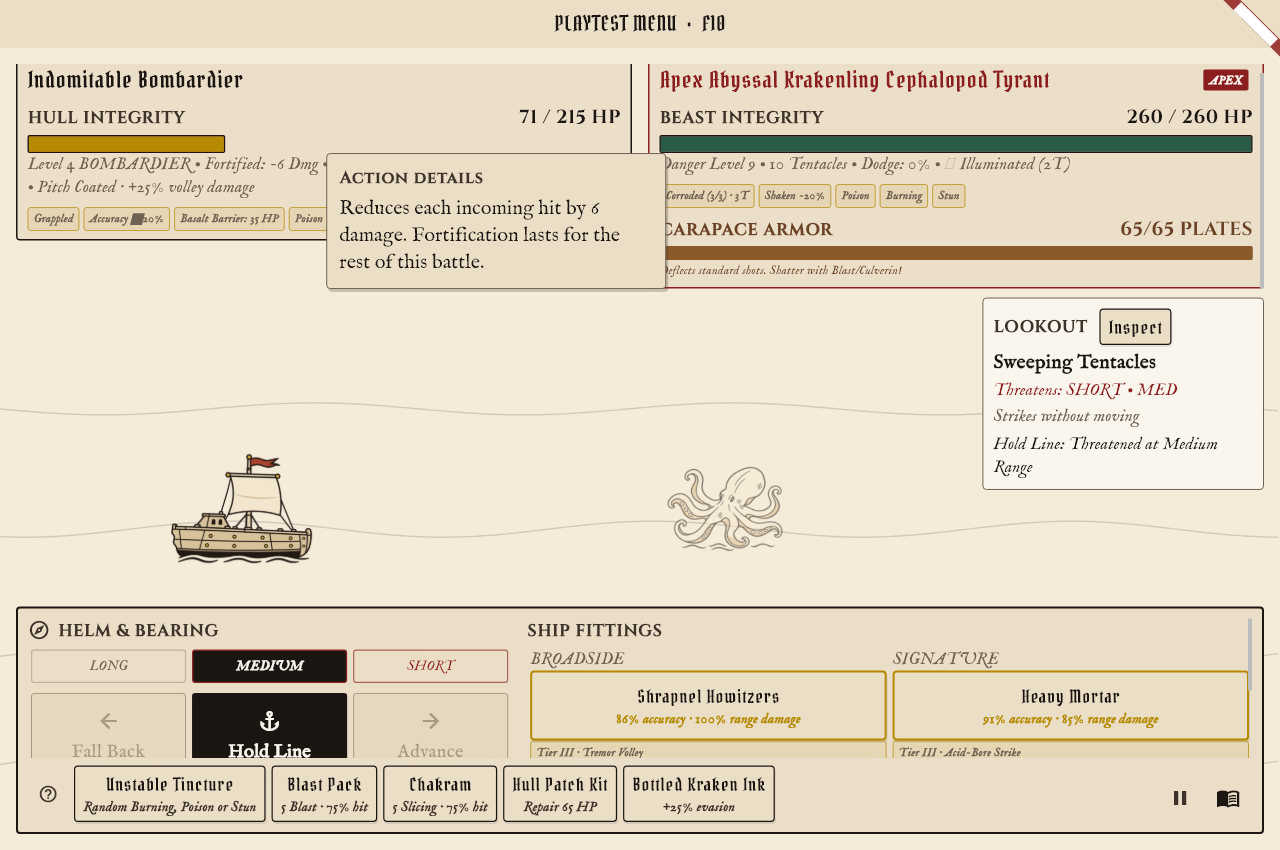 PLAYTEST MENU · F10
Indomitable Bombardier
HULL INTEGRITY
71 / 215 HP
Level 4 BOMBARDIER • Fortified: -6 Dmg •
• Pitch Coated · +25% volley damage
Grappled
Accuracy 20%
Basalt Barrier: 35 HP
Poison
Apex Abyssal Krakenling Cephalopod Tyrant
APEX
BEAST INTEGRITY
260 / 260 HP
Danger Level 9 • 10 Tentacles • Dodge: 0% • Illuminated (2T)
Corroded (3/3) · 3T
Shaken -20%
Poison
Burning
Stun
CARAPACE ARMOR
65/65 PLATES
Deflects standard shots. Shatter with Blast/Culverin!
ACTION DETAILS
Reduces each incoming hit by 6
damage. Fortification lasts for the
rest of this battle.
LOOKOUT
Inspect
Sweeping Tentacles
Threatens: SHORT • MED
Strikes without moving
Hold Line: Threatened at Medium
Range
HELM & BEARING
LONG
MEDIUM
SHORT
Fall Back
Hold Line
Advance
SHIP FITTINGS
BROADSIDE
SIGNATURE
Shrapnel Howitzers
86% accuracy · 100% range damage
Tier III · Tremor Volley
Heavy Mortar
91% accuracy · 85% range damage
Tier III · Acid-Bore Strike
Unstable Tincture
Random Burning, Poison or Stun
Blast Pack
5 Blast · 75% hit
Chakram
5 Slicing · 75% hit
Hull Patch Kit
Repair 65 HP
Bottled Kraken Ink
+25% evasion